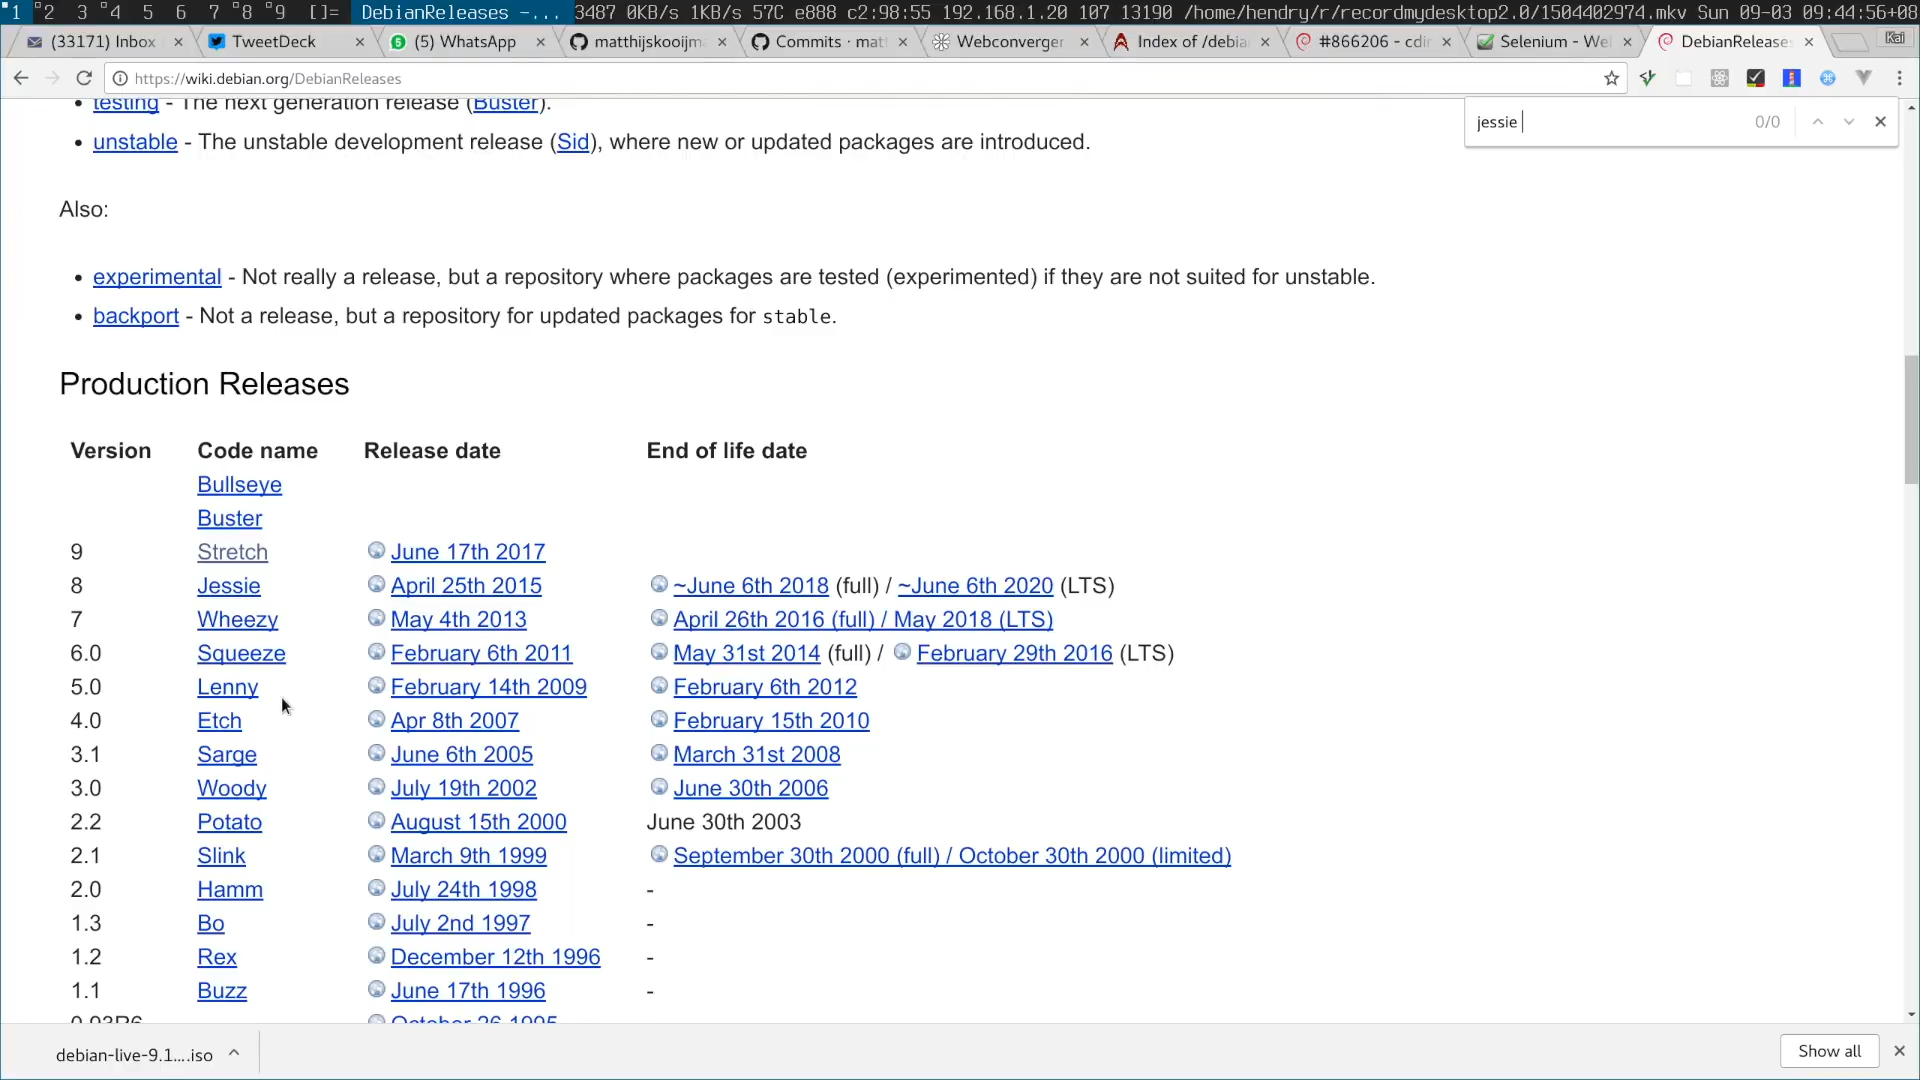 1 2 3 4 5 6 7 8 9 []= DebianReleases -... 3487 0KB/s 1KB/s 57C e888 c2:98:55 192.168.1.20 107 13190 /home/hendry/r/recordmydesktop2.0/1504402974.mkv Sun 09-03 09:44:56+08
(33171) Inbox TweetDeck (5) WhatsApp matthijskooijm Commits · mat Webconverger Index of /debia #866206 - cdi Selenium - We DebianReleases Kai
https://wiki.debian.org/DebianReleases
testing - The next generation release (Buster).
jessie 0/0
unstable - The unstable development release (Sid), where new or updated packages are introduced.
Also:
experimental - Not really a release, but a repository where packages are tested (experimented) if they are not suited for unstable.
backport - Not a release, but a repository for updated packages for stable.
Production Releases
Version Code name Release date End of life date
Bullseye
Buster
9 Stretch June 17th 2017
8 Jessie April 25th 2015 ~June 6th 2018 (full) / ~June 6th 2020 (LTS)
7 Wheezy May 4th 2013 April 26th 2016 (full) / May 2018 (LTS)
6.0 Squeeze February 6th 2011 May 31st 2014 (full) / February 29th 2016 (LTS)
5.0 Lenny February 14th 2009 February 6th 2012
4.0 Etch Apr 8th 2007 February 15th 2010
3.1 Sarge June 6th 2005 March 31st 2008
3.0 Woody July 19th 2002 June 30th 2006
2.2 Potato August 15th 2000 June 30th 2003
2.1 Slink March 9th 1999 September 30th 2000 (full) / October 30th 2000 (limited)
2.0 Hamm July 24th 1998 -
1.3 Bo July 2nd 1997 -
1.2 Rex December 12th 1996 -
1.1 Buzz June 17th 1996 -
0.93R6 October 26 1995
debian-live-9.1....iso Show all